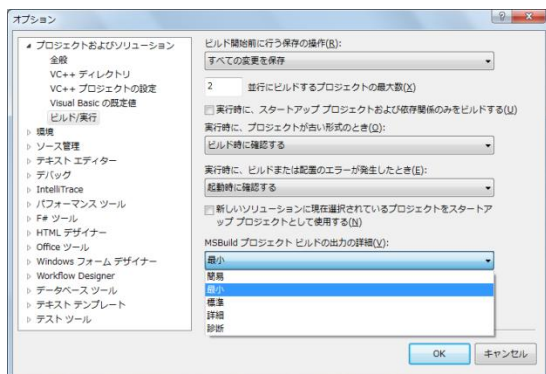 オプション
プロジェクトおよびソリューション
全般
VC++ ディレクトリ
VC++ プロジェクトの設定
Visual Basic の既定値
ビルド/実行
環境
ソース管理
テキスト エディター
デバッグ
IntelliTrace
パフォーマンス ツール
F# ツール
HTML デザイナー
Office ツール
Windows フォーム デザイナー
Workflow Designer
データベース ツール
テキスト テンプレート
テスト ツール
ビルド開始前に行う保存の操作(R):
すべての変更を保存
2 並行にビルドするプロジェクトの最大数(X)
実行時に、スタートアップ プロジェクトおよび依存関係のみをビルドする(U)
実行時に、プロジェクトが古い形式のとき(O):
ビルド時に確認する
実行時に、ビルドまたは配置のエラーが発生したとき(E):
起動時に確認する
新しいソリューションに現在選択されているプロジェクトをスタートア
ップ プロジェクトとして使用する(N)
MSBuild プロジェクト ビルドの出力の詳細(V):
最小
簡易
最小
標準
詳細
診断
OK キャンセル